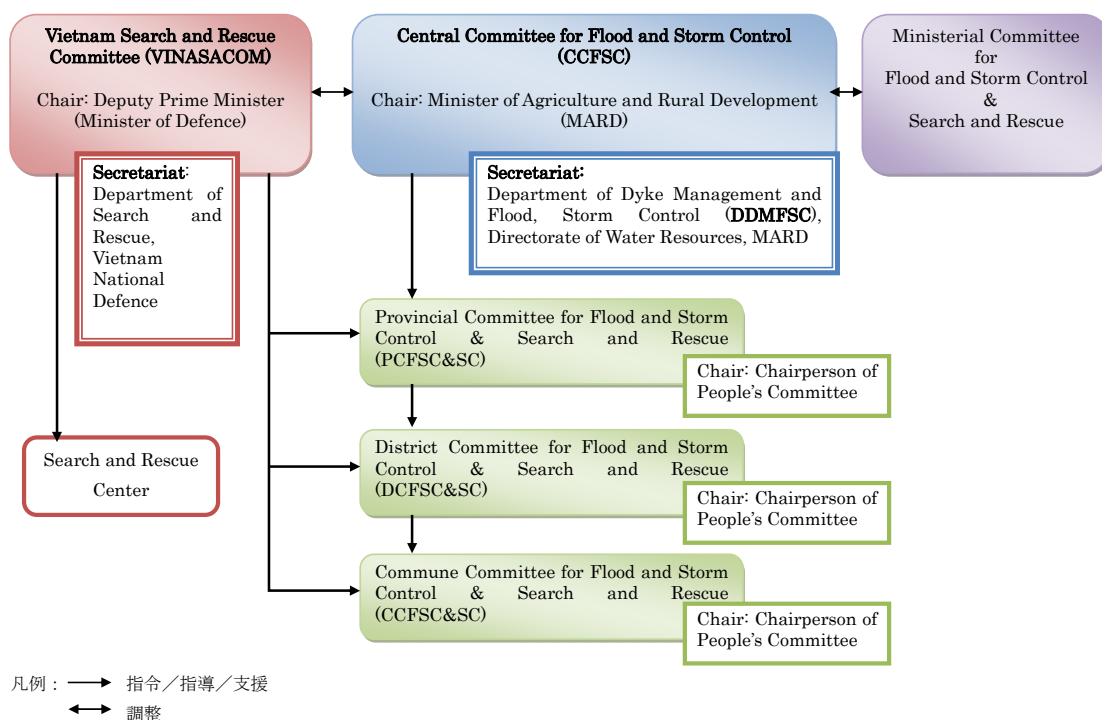 Vietnam Search and Rescue
Committee (VINASACOM)
Chair: Deputy Prime Minister
(Minister of Defence)
Secretariat:
Department of
Search and
Rescue,
Vietnam
National
Defence
Central Committee for Flood and Storm Control
(CCFSC)
Chair: Minister of Agriculture and Rural Development
(MARD)
Secretariat:
Department of Dyke Management and
Flood, Storm Control (DDMFSC),
Directorate of Water Resources, MARD
Ministerial Committee
for
Flood and Storm Control
&
Search and Rescue
Provincial Committee for Flood and Storm
Control & Search and Rescue
(PCFSC&SC)
Chair: Chairperson of
People's Committee
Search and Rescue
Center
District Committee for Flood and Storm
Control & Search and Rescue
(DCFSC&SC)
Chair: Chairperson of
People's Committee
Commune Committee for Flood and Storm
Control & Search and Rescue
(CCFSC&SC)
Chair: Chairperson of
People's Committee
凡例： 指令／指導／支援
調整